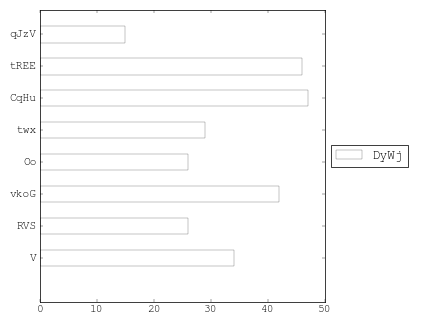 qJzV
tREE
CqHu
twx
Oo
vkoG
RVS
V
DyWj
0 10 20 30 40 50